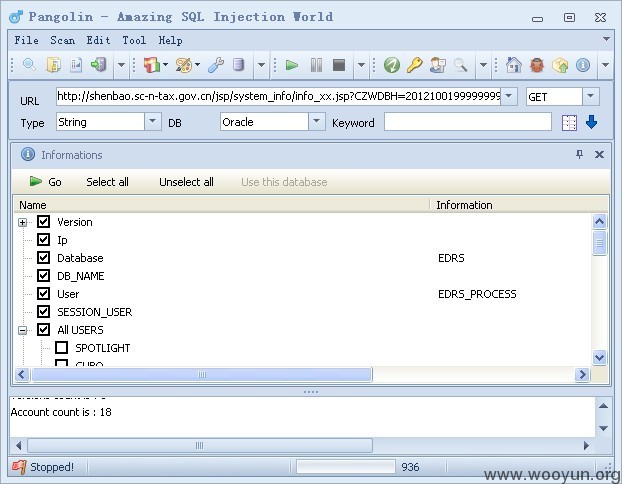 Pangolin - Amazing SQL Injection World
File Scan Edit Tool Help
URL http://shenbao.sc-n-tax.gov.cn/jsp/system_info/info_xx.jsp?CZWDBH=2012100199999999 GET
Type String DB Oracle Keyword
Informations
Go Select all Unselect all Use this database
Name Information
Version
Ip
Database EDRS
DB_NAME
User EDRS_PROCESS
SESSION_USER
All USERS
SPOTLIGHT
Account count is : 18
Stopped! 936
www.wooyun.org